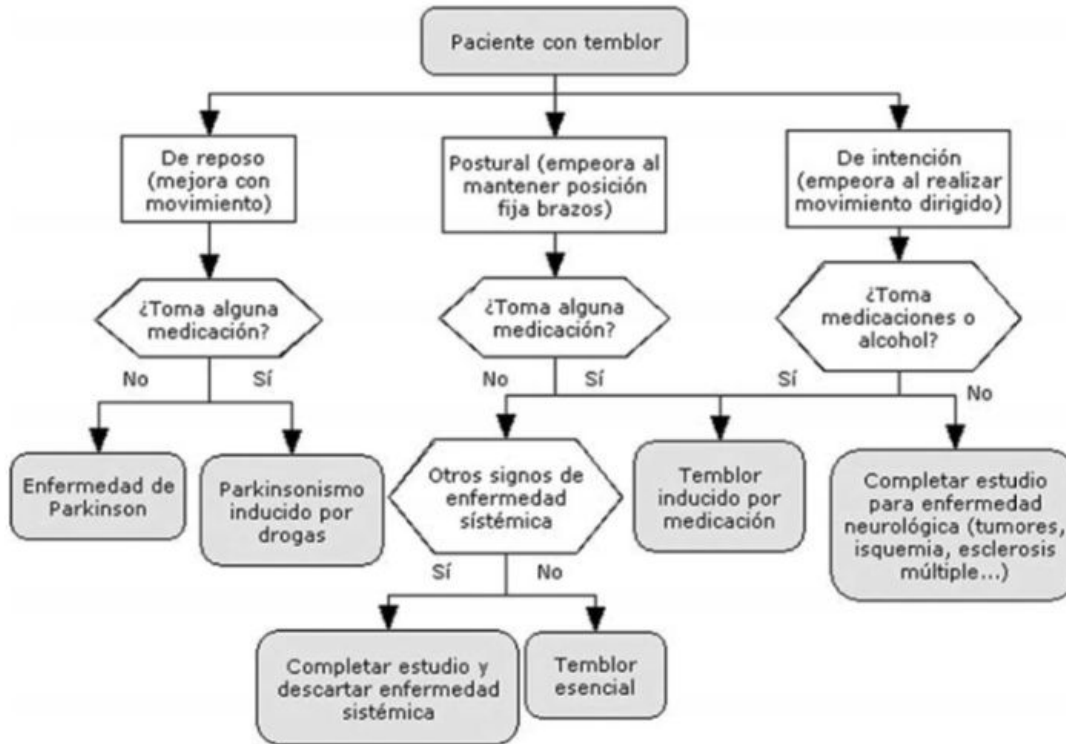 Paciente con temblor
De reposo
(mejora con
movimiento)
Postural (empeora al
mantener posición
fija brazos)
De intención
(empeora al realizar
movimiento dirigido)
¿Toma alguna
medicación?
¿Toma alguna
medicación?
¿Toma
medicaciones o
alcohol?
No
Sí
No
Sí
Sí
No
Enfermedad de
Parkinson
Parkinsonismo
inducido por
drogas
Otros signos de
enfermedad
sístémica
Temblor
inducido por
medicación
Completar estudio
para enfermedad
neurológica (tumores,
isquemia, esclerosis
múltiple...)
Sí
No
Completar estudio y
descartar enfermedad
sistémica
Temblor
esencial